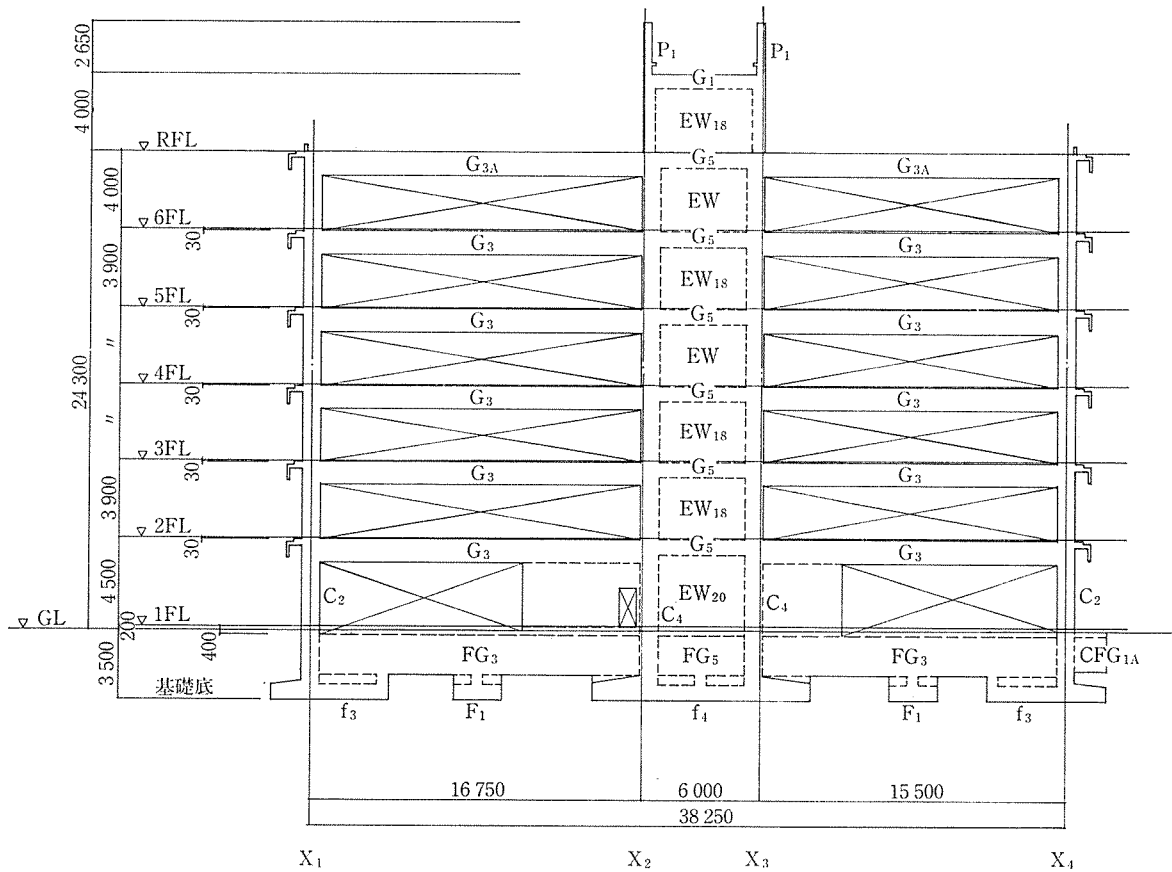 2 650
P1
P1
G1
4 000
EW18
RFL
G3A
G5
G3A
4 000
EW
6FL
30
G3
G5
G3
3 900
EW18
5FL
30
G3
G5
G3
〃
EW
4FL
30
G3
G5
G3
24 300
〃
EW18
3FL
30
G3
G5
G3
3 900
EW18
2FL
30
G3
G5
G3
4 500
C2
EW20
C4
C4
C2
GL
1FL
200
400
3 500
FG3
FG5
FG3
CFG1A
基礎底
f3
F1
f4
F1
f3
16 750
6 000
15 500
38 250
X1
X2
X3
X4